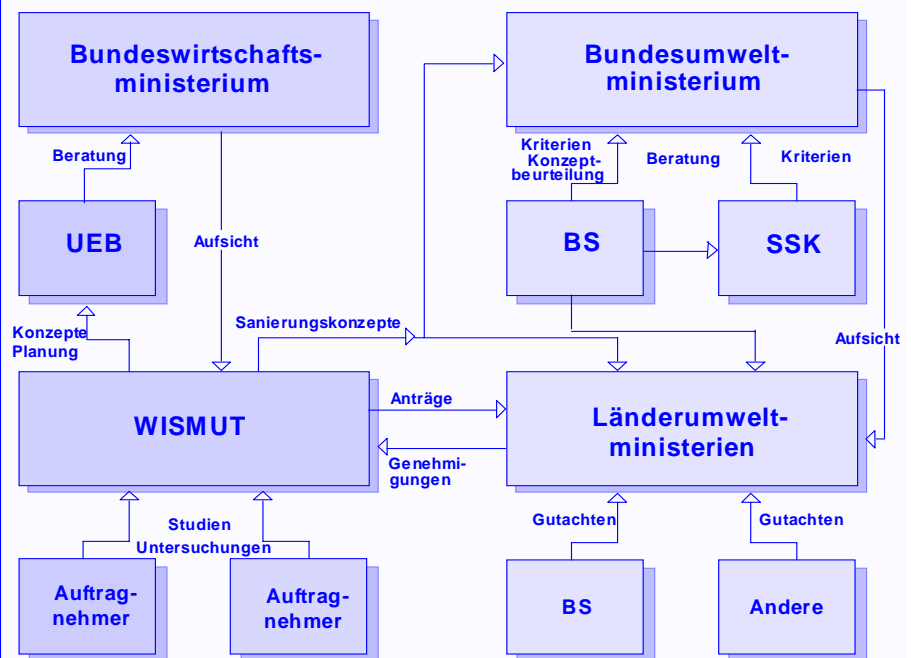 Bundeswirtschafts-
ministerium
Bundesumwelt-
ministerium
Beratung
Kriterien
Konzept-
beurteilung
Beratung
Kriterien
UEB
Aufsicht
BS
SSK
Konzepte
Planung
Sanierungskonzepte
Aufsicht
WISMUT
Anträge
Genehmi-
gungen
Länderumwelt-
ministerien
Studien
Untersuchungen
Gutachten
Gutachten
Auftrag-
nehmer
Auftrag-
nehmer
BS
Andere